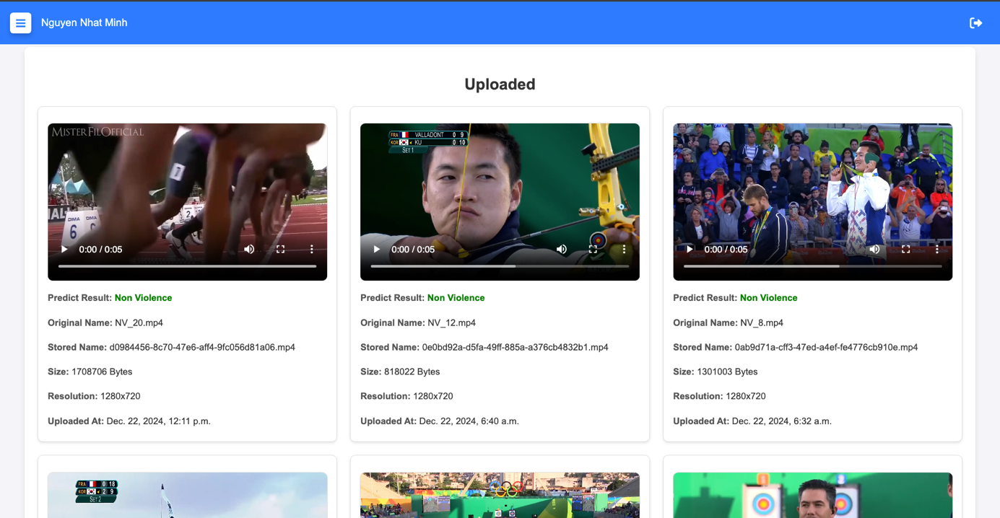 Nguyen Nhat Minh
Uploaded
MISTERFILOFFICIAL
DIMA
DIMA
6
2
0:00 / 0:05
Predict Result: Non Violence
Original Name: NV_20.mp4
Stored Name: d0984456-8c70-47e6-aff4-9fc056d81a06.mp4
Size: 1708706 Bytes
Resolution: 1280x720
Uploaded At: Dec. 22, 2024, 12:11 p.m.
FRA VALLADONT 0 9
KOR KU 0 10
SET 1
0:00 / 0:05
Predict Result: Non Violence
Original Name: NV_12.mp4
Stored Name: 0e0bd92a-d5fa-49ff-885a-a376cb4832b1.mp4
Size: 818022 Bytes
Resolution: 1280x720
Uploaded At: Dec. 22, 2024, 6:40 a.m.
0:00 / 0:05
Predict Result: Non Violence
Original Name: NV_8.mp4
Stored Name: 0ab9d71a-cff3-47ed-a4ef-fe4776cb910e.mp4
Size: 1301003 Bytes
Resolution: 1280x720
Uploaded At: Dec. 22, 2024, 6:32 a.m.
FRA 0 18
KOR 2 9
SET 2